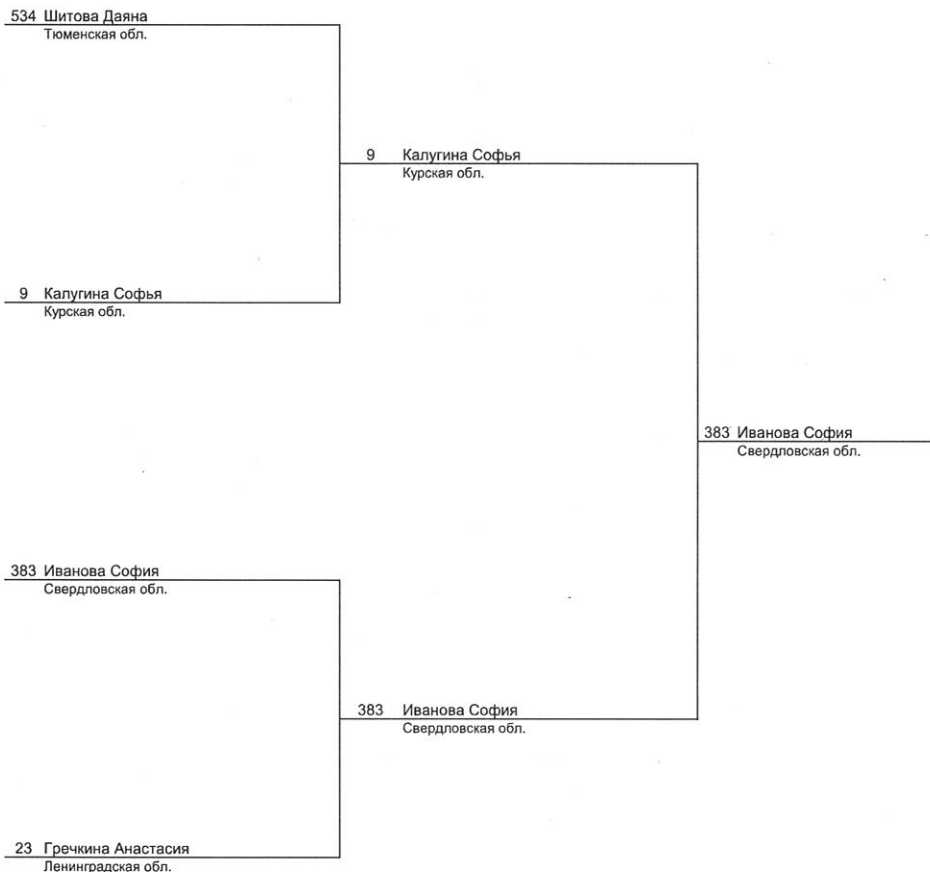 534 Шитова Даяна
Тюменская обл.
9 Калугина Софья
Курская обл.
9 Калугина Софья
Курская обл.
383 Иванова София
Свердловская обл.
383 Иванова София
Свердловская обл.
383 Иванова София
Свердловская обл.
23 Гречкина Анастасия
Ленинградская обл.